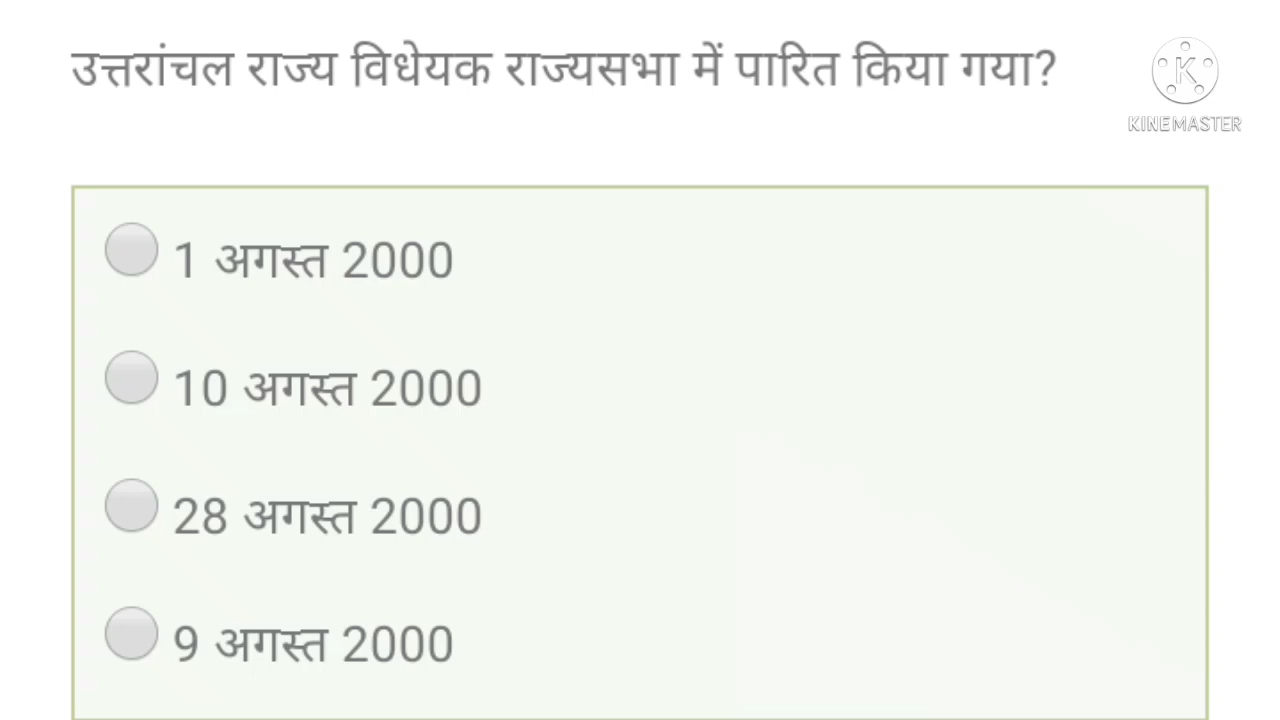 उत्तरांचल राज्य विधेयक राज्यसभा में पारित किया गया?
KINEMASTER
1 अगस्त 2000
10 अगस्त 2000
28 अगस्त 2000
9 अगस्त 2000